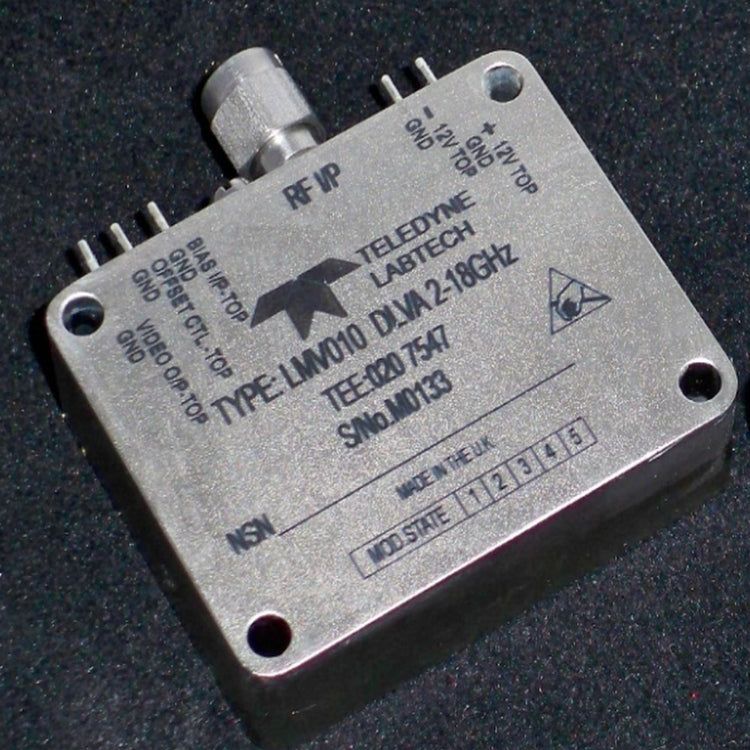 RF I/P
- 12V TOP
GND
+ 12V TOP
GND
BIAS I/P-TOP
GND
OFFSET CTL.-TOP
GND
VIDEO O/P-TOP
GND
TELEDYNE
LABTECH
TYPE: LMV010 DLVA 2-18GHz
TEE:020 7547
S/No.M0133
NSN
MADE IN THE U.K.
MOD.STATE 1 2 3 4 5